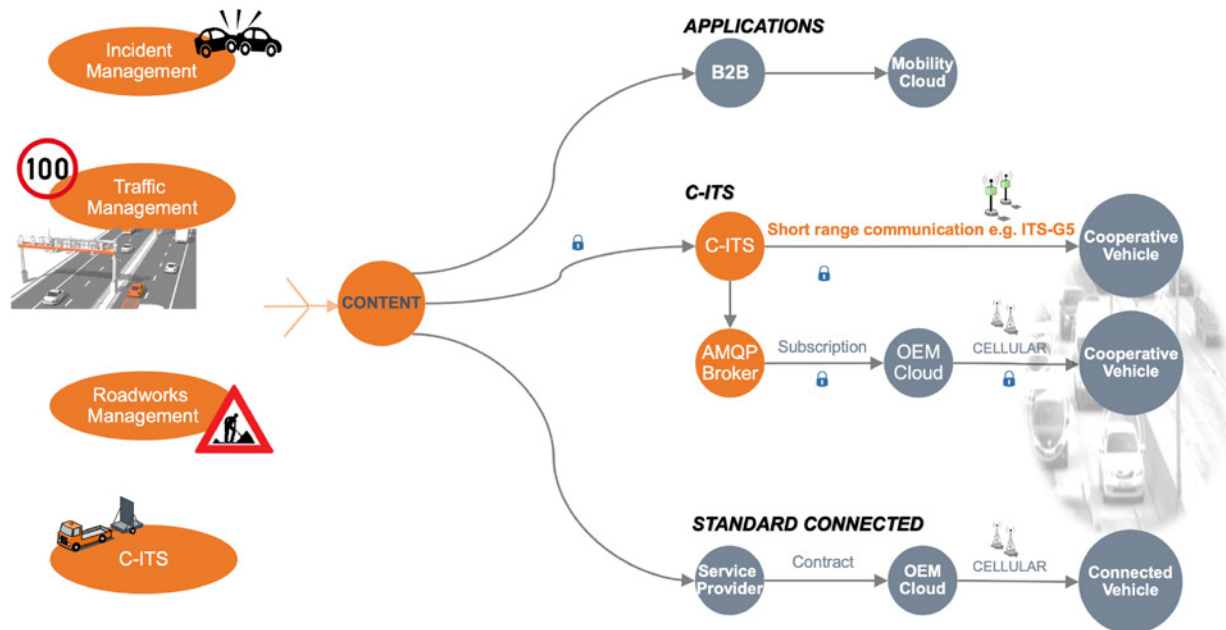 Incident
Management
100
Traffic
Management
Roadworks
Management
C-ITS
CONTENT
APPLICATIONS
B2B
Mobility
Cloud
C-ITS
C-ITS
Short range communication e.g. ITS-G5
Cooperative
Vehicle
AMQP
Broker
Subscription
OEM
Cloud
CELLULAR
Cooperative
Vehicle
STANDARD CONNECTED
Service
Provider
Contract
OEM
Cloud
CELLULAR
Connected
Vehicle